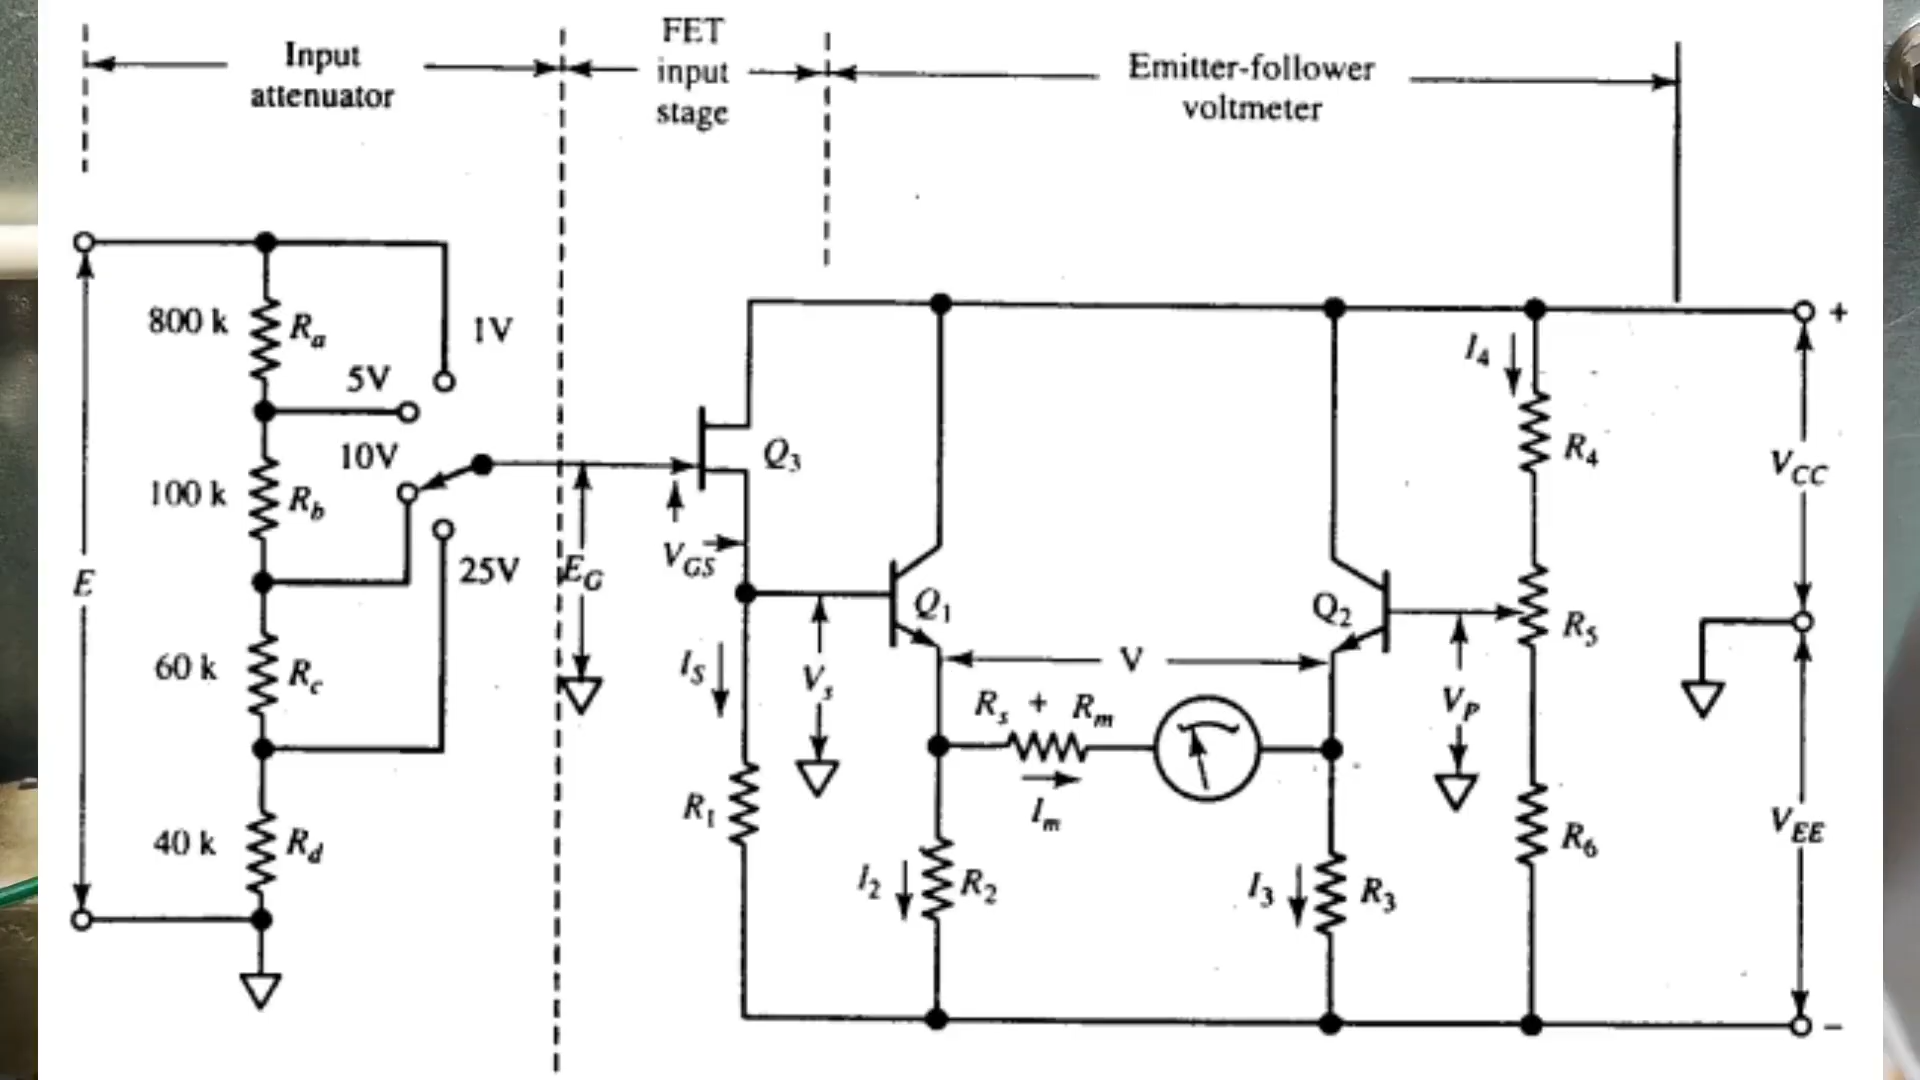 Input
attenuator
FET
input
stage
Emitter-follower
voltmeter
800 k
Ra
1V
5V
10V
100 k
Rb
25V
E
60 k
Rc
40 k
Rd
EG
VGS
Q3
IS
Vs
R1
Q1
V
Q2
Rs + Rm
Im
I2
R2
I3
R3
I4
R4
R5
VP
R6
+
VCC
VEE
−